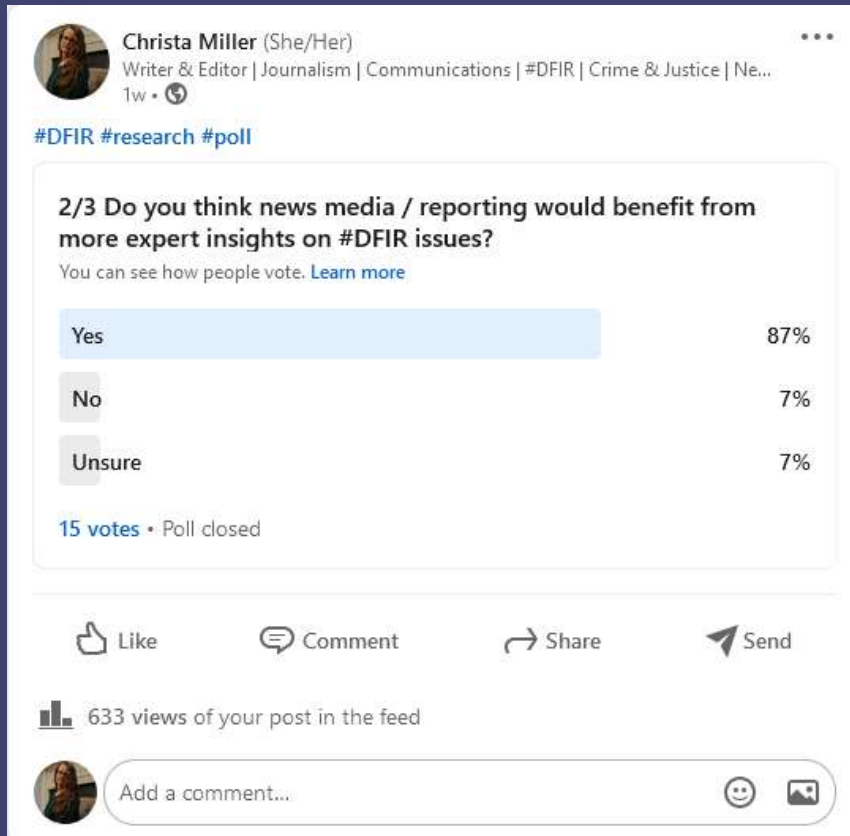 Christa Miller (She/Her)
Writer & Editor | Journalism | Communications | #DFIR | Crime & Justice | Ne...
1w •
#DFIR #research #poll
2/3 Do you think news media / reporting would benefit from
more expert insights on #DFIR issues?
You can see how people vote. Learn more
Yes 87%
No 7%
Unsure 7%
15 votes • Poll closed
Like Comment Share Send
633 views of your post in the feed
Add a comment...